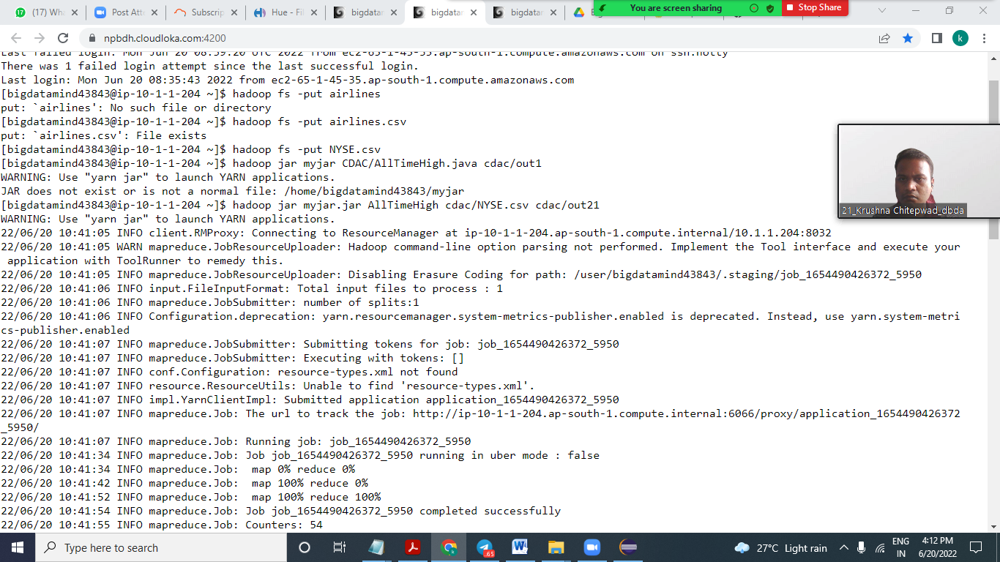 (17) Wha
Post Atte
Subscrip
Hue - Fi
bigdatar
bigdatar
bigdatar
You are screen sharing
Stop Share
npbdh.cloudloka.com:4200
k
Last failed login: Mon Jun 20 08:39:20 UTC 2022 from ec2-65-1-45-35.ap-south-1.compute.amazonaws.com on ssh:notty
There was 1 failed login attempt since the last successful login.
Last login: Mon Jun 20 08:35:43 2022 from ec2-65-1-45-35.ap-south-1.compute.amazonaws.com
[bigdatamind43843@ip-10-1-1-204 ~]$ hadoop fs -put airlines
put: `airlines': No such file or directory
[bigdatamind43843@ip-10-1-1-204 ~]$ hadoop fs -put airlines.csv
put: `airlines.csv': File exists
[bigdatamind43843@ip-10-1-1-204 ~]$ hadoop fs -put NYSE.csv
[bigdatamind43843@ip-10-1-1-204 ~]$ hadoop jar myjar CDAC/AllTimeHigh.java cdac/out1
WARNING: Use "yarn jar" to launch YARN applications.
JAR does not exist or is not a normal file: /home/bigdatamind43843/myjar
[bigdatamind43843@ip-10-1-1-204 ~]$ hadoop jar myjar.jar AllTimeHigh cdac/NYSE.csv cdac/out21
WARNING: Use "yarn jar" to launch YARN applications.
22/06/20 10:41:05 INFO client.RMProxy: Connecting to ResourceManager at ip-10-1-1-204.ap-south-1.compute.internal/10.1.1.204:8032
22/06/20 10:41:05 WARN mapreduce.JobResourceUploader: Hadoop command-line option parsing not performed. Implement the Tool interface and execute your
 application with ToolRunner to remedy this.
22/06/20 10:41:05 INFO mapreduce.JobResourceUploader: Disabling Erasure Coding for path: /user/bigdatamind43843/.staging/job_1654490426372_5950
22/06/20 10:41:06 INFO input.FileInputFormat: Total input files to process : 1
22/06/20 10:41:06 INFO mapreduce.JobSubmitter: number of splits:1
22/06/20 10:41:06 INFO Configuration.deprecation: yarn.resourcemanager.system-metrics-publisher.enabled is deprecated. Instead, use yarn.system-metri
cs-publisher.enabled
22/06/20 10:41:07 INFO mapreduce.JobSubmitter: Submitting tokens for job: job_1654490426372_5950
22/06/20 10:41:07 INFO mapreduce.JobSubmitter: Executing with tokens: []
22/06/20 10:41:07 INFO conf.Configuration: resource-types.xml not found
22/06/20 10:41:07 INFO resource.ResourceUtils: Unable to find 'resource-types.xml'.
22/06/20 10:41:07 INFO impl.YarnClientImpl: Submitted application application_1654490426372_5950
22/06/20 10:41:07 INFO mapreduce.Job: The url to track the job: http://ip-10-1-1-204.ap-south-1.compute.internal:6066/proxy/application_1654490426372
_5950/
22/06/20 10:41:07 INFO mapreduce.Job: Running job: job_1654490426372_5950
22/06/20 10:41:34 INFO mapreduce.Job: Job job_1654490426372_5950 running in uber mode : false
22/06/20 10:41:34 INFO mapreduce.Job:  map 0% reduce 0%
22/06/20 10:41:42 INFO mapreduce.Job:  map 100% reduce 0%
22/06/20 10:41:52 INFO mapreduce.Job:  map 100% reduce 100%
22/06/20 10:41:54 INFO mapreduce.Job: Job job_1654490426372_5950 completed successfully
22/06/20 10:41:55 INFO mapreduce.Job: Counters: 54
21_Krushna Chitepwad_dbda
Type here to search
.65
27°C Light rain
ENG
IN
4:12 PM
6/20/2022